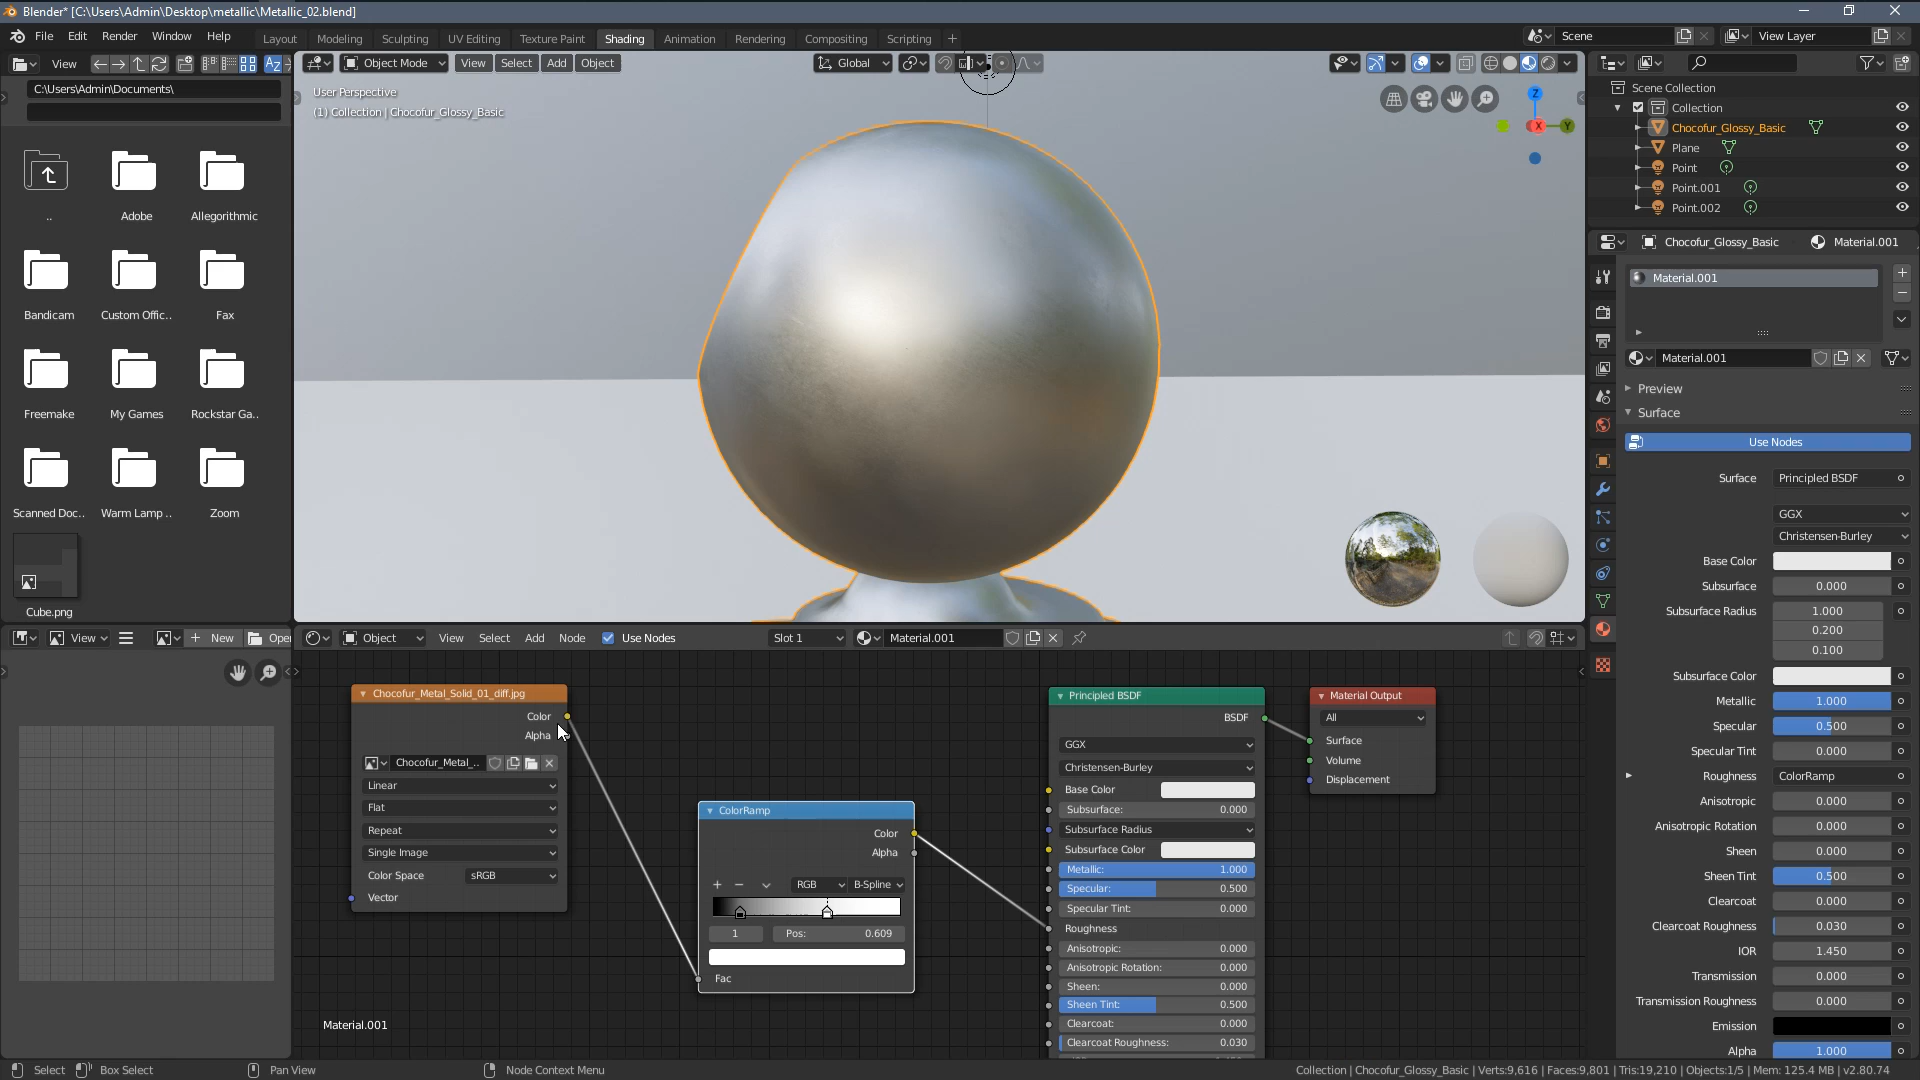 Blender* [C:\Users\Admin\Desktop\metallic\Metallic_02.blend]
File Edit Render Window Help
Layout Modeling Sculpting UV Editing Texture Paint Shading Animation Rendering Compositing Scripting +
Scene
View Layer
View
Object Mode View Select Add Object
Global
C:\Users\Admin\Documents\
..
Adobe
Allegorithmic
Bandicam
Custom Offic..
Fax
Freemake
My Games
Rockstar Ga..
Scanned Doc..
Warm Lamp ..
Zoom
Cube.png
User Perspective
(1) Collection | Chocofur_Glossy_Basic
Z
X
Y
Scene Collection
Collection
Chocofur_Glossy_Basic
Plane
Point
Point.001
Point.002
Chocofur_Glossy_Basic Material.001
Material.001
Material.001
Preview
Surface
Use Nodes
Surface Principled BSDF
GGX
Christensen-Burley
Base Color
Subsurface 0.000
Subsurface Radius 1.000
0.200
0.100
Subsurface Color
Metallic 1.000
Specular 0.500
Specular Tint 0.000
Roughness ColorRamp
Anisotropic 0.000
Anisotropic Rotation 0.000
Sheen 0.000
Sheen Tint 0.500
Clearcoat 0.000
Clearcoat Roughness 0.030
IOR 1.450
Transmission 0.000
Transmission Roughness 0.000
Emission
Alpha 1.000
View + New Open
Object View Select Add Node Use Nodes
Slot 1
Material.001
Chocofur_Metal_Solid_01_diff.jpg
Color
Alpha
Chocofur_Metal_..
Linear
Flat
Repeat
Single Image
Color Space sRGB
Vector
ColorRamp
Color
Alpha
+ − RGB B-Spline
1 Pos: 0.609
Fac
Principled BSDF
BSDF
GGX
Christensen-Burley
Base Color
Subsurface: 0.000
Subsurface Radius
Subsurface Color
Metallic: 1.000
Specular: 0.500
Specular Tint: 0.000
Roughness
Anisotropic: 0.000
Anisotropic Rotation: 0.000
Sheen: 0.000
Sheen Tint: 0.500
Clearcoat: 0.000
Clearcoat Roughness: 0.030
Material Output
All
Surface
Volume
Displacement
Material.001
Select Box Select Pan View Node Context Menu
Collection | Chocofur_Glossy_Basic | Verts:9,616 | Faces:9,801 | Tris:19,210 | Objects:1/5 | Mem: 125.4 MB | v2.80.74